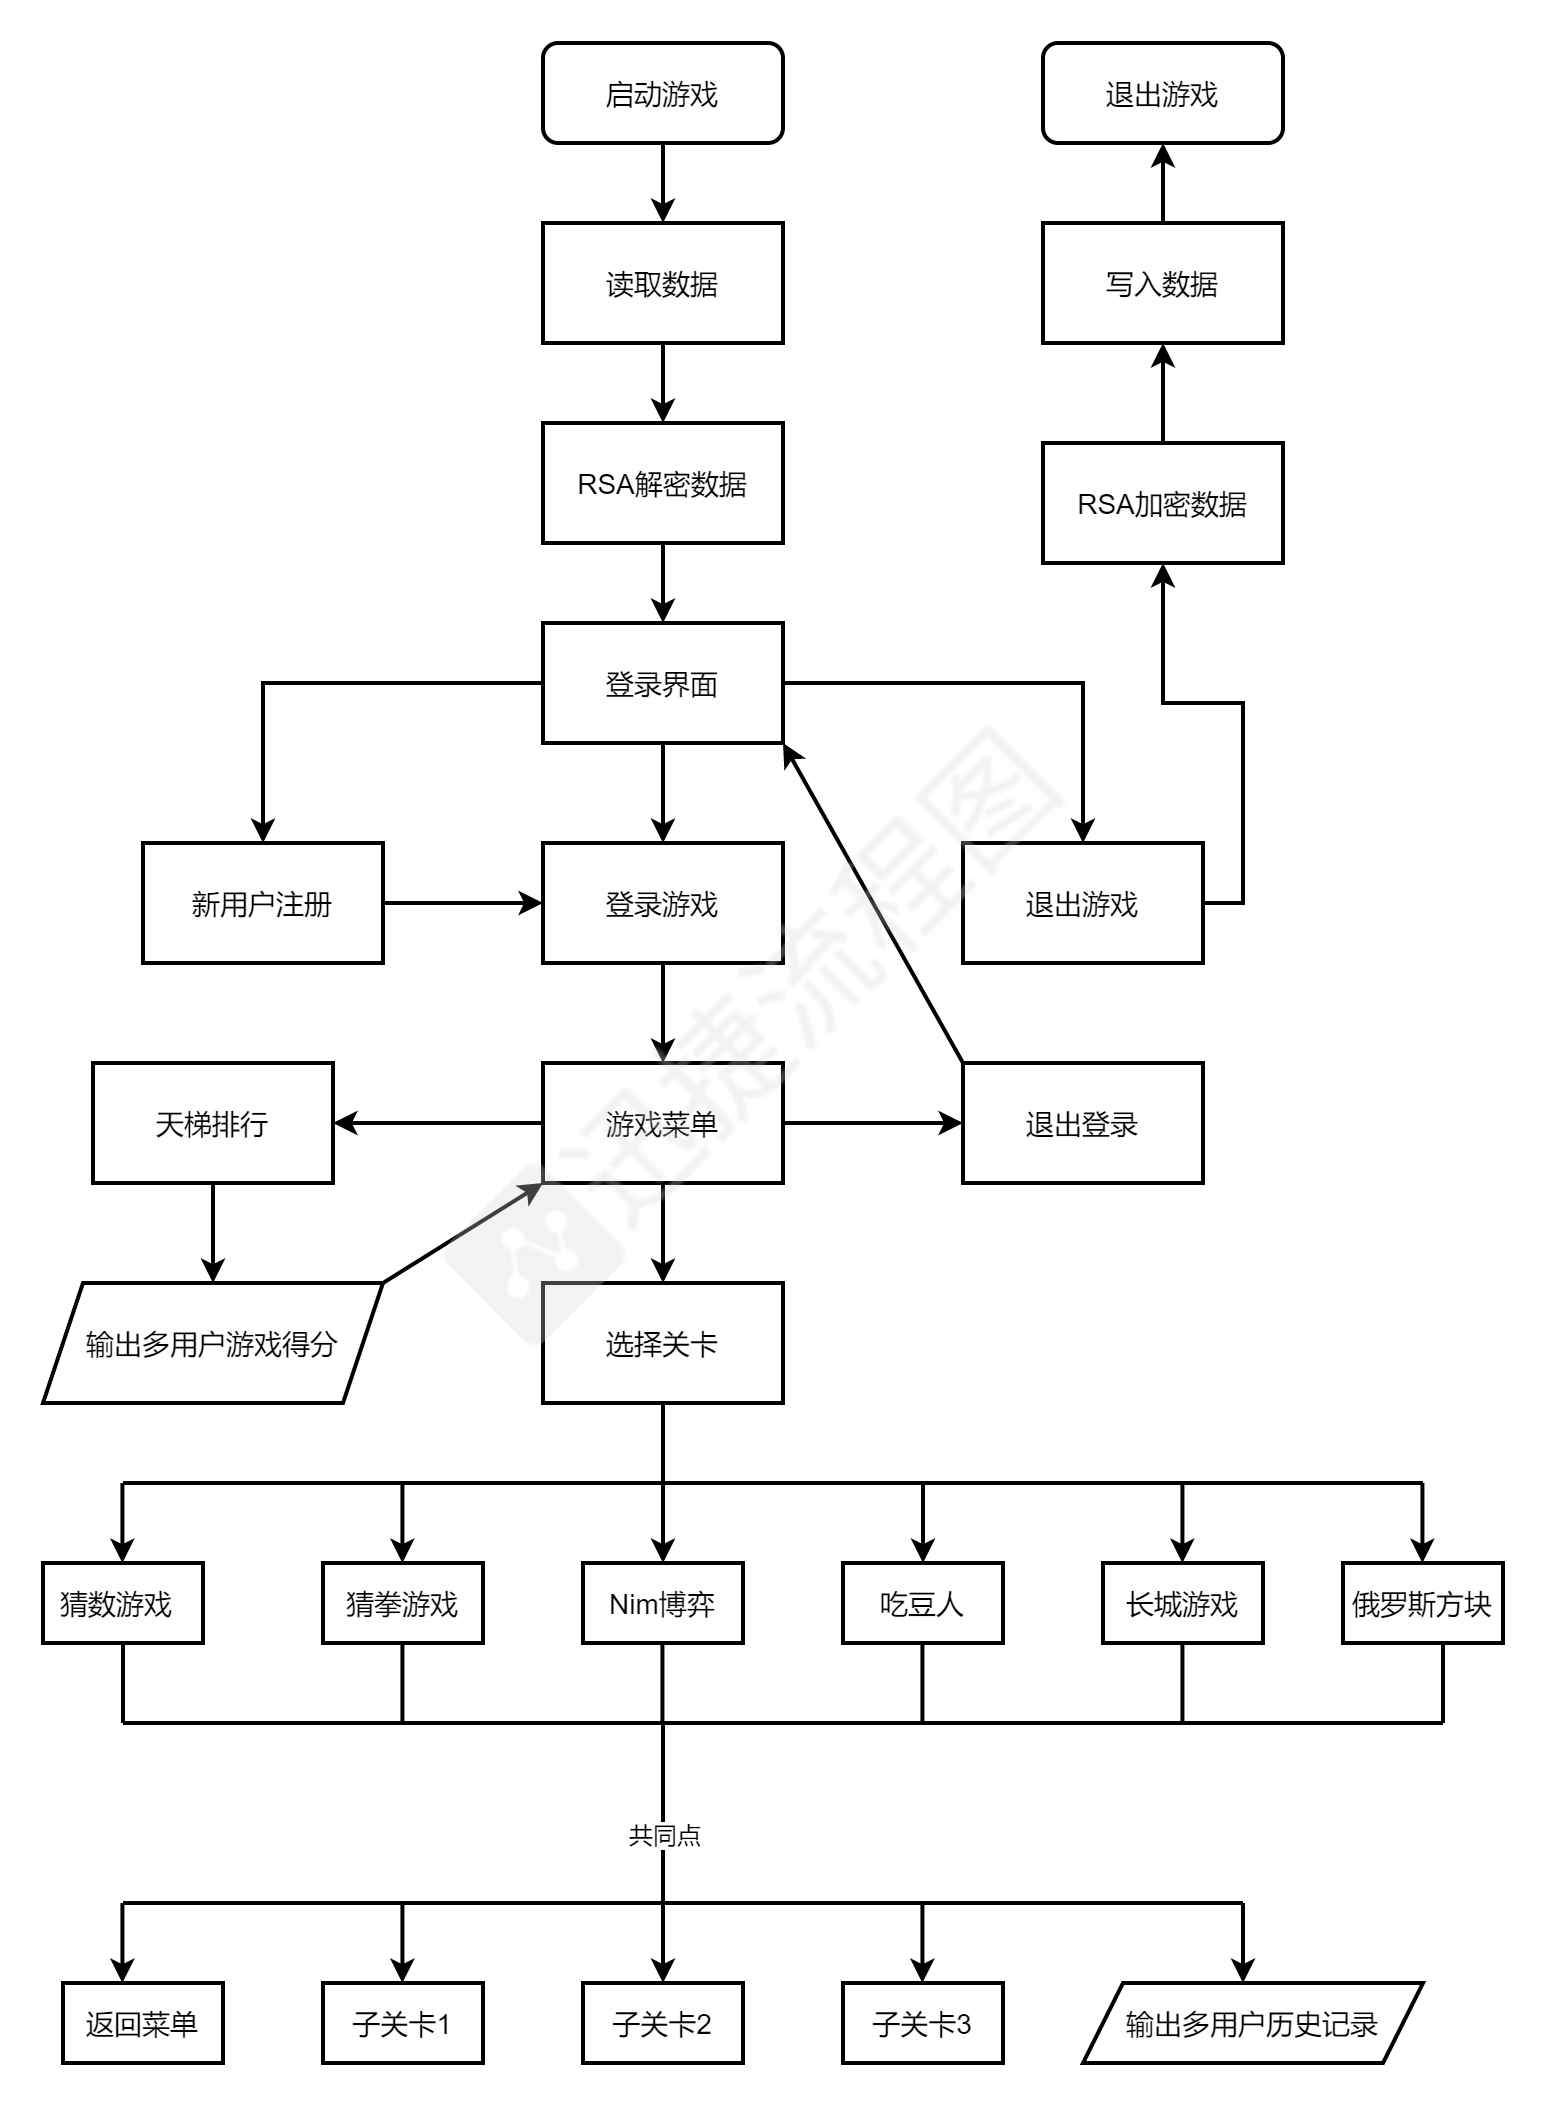 启动游戏
退出游戏
读取数据
写入数据
RSA解密数据
RSA加密数据
登录界面
新用户注册
登录游戏
退出游戏
天梯排行
游戏菜单
退出登录
输出多用户游戏得分
选择关卡
迅捷流程图
猜数游戏
猜拳游戏
Nim博弈
吃豆人
长城游戏
俄罗斯方块
共同点
返回菜单
子关卡1
子关卡2
子关卡3
输出多用户历史记录